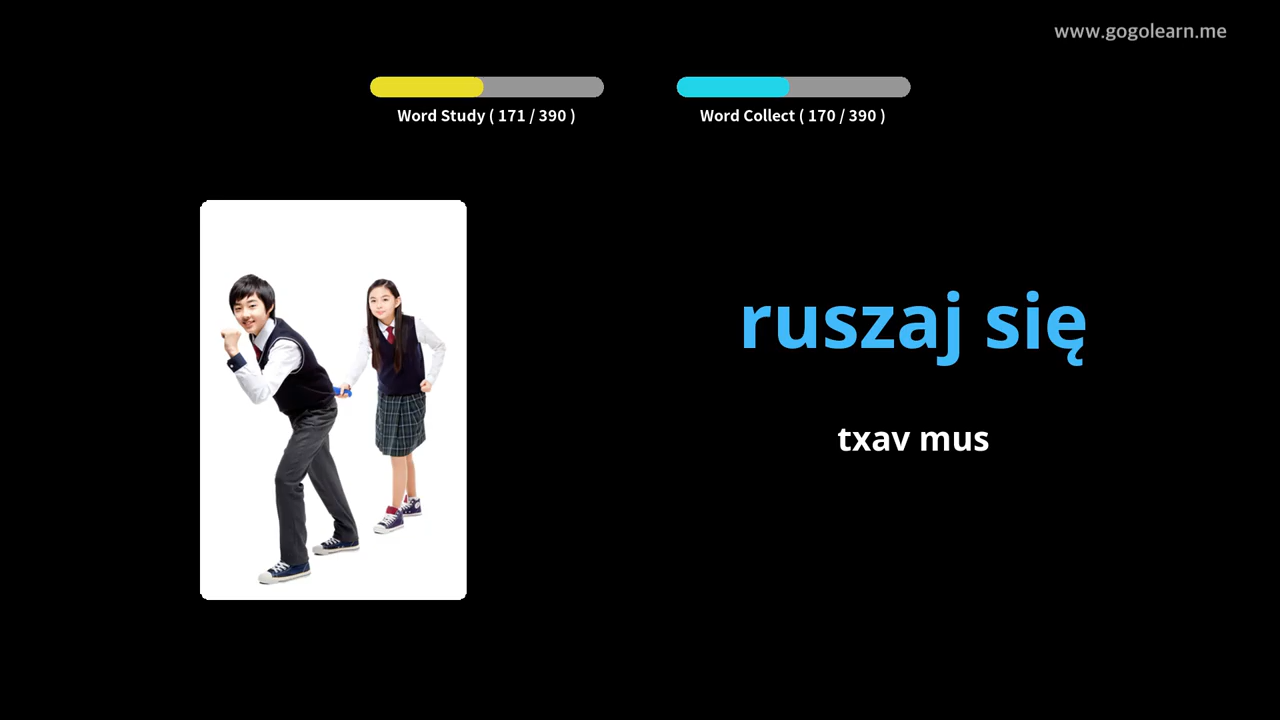 www.gogolearn.me
Word Study ( 171 / 390 )
Word Collect ( 170 / 390 )
ruszaj się
txav mus